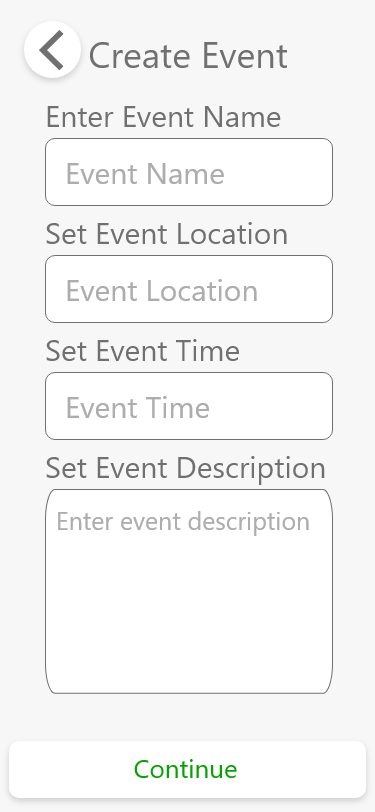 Create Event
Enter Event Name
Event Name
Set Event Location
Event Location
Set Event Time
Event Time
Set Event Description
Enter event description
Continue